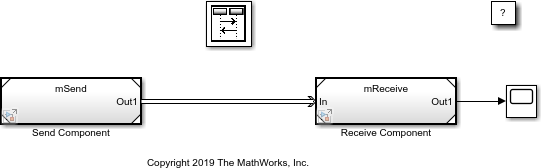 ?
mSend
Out1
Send Component
mReceive
In
Out1
Receive Component
Copyright 2019 The MathWorks, Inc.